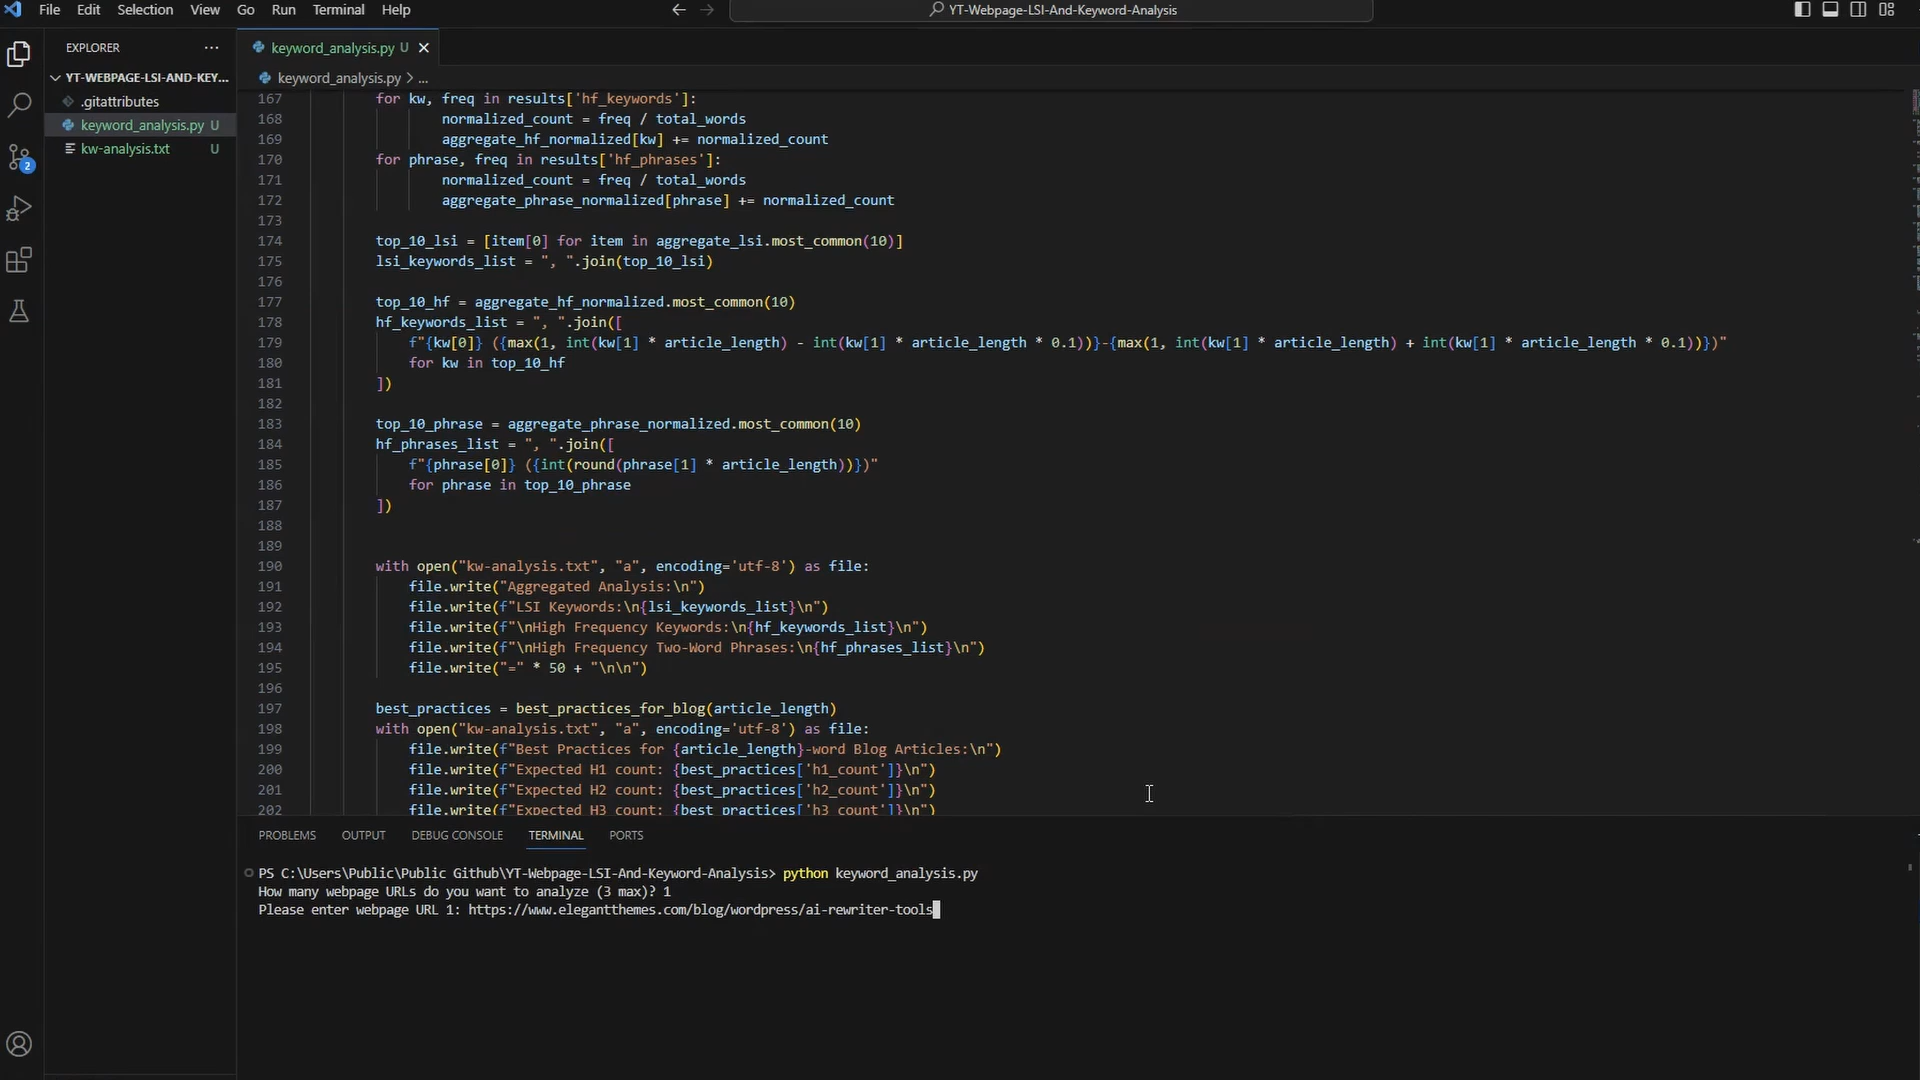 File Edit Selection View Go Run Terminal Help
YT-Webpage-LSI-And-Keyword-Analysis
EXPLORER
YT-WEBPAGE-LSI-AND-KEY...
.gitattributes
keyword_analysis.py U
kw-analysis.txt U
2
keyword_analysis.py U
keyword_analysis.py > ...
167 for kw, freq in results['hf_keywords']:
168 normalized_count = freq / total_words
169 aggregate_hf_normalized[kw] += normalized_count
170 for phrase, freq in results['hf_phrases']:
171 normalized_count = freq / total_words
172 aggregate_phrase_normalized[phrase] += normalized_count
173
174 top_10_lsi = [item[0] for item in aggregate_lsi.most_common(10)]
175 lsi_keywords_list = ", ".join(top_10_lsi)
176
177 top_10_hf = aggregate_hf_normalized.most_common(10)
178 hf_keywords_list = ", ".join([
179 f"{kw[0]} ({max(1, int(kw[1] * article_length) - int(kw[1] * article_length * 0.1))}-{max(1, int(kw[1] * article_length) + int(kw[1] * article_length * 0.1))})"
180 for kw in top_10_hf
181 ])
182
183 top_10_phrase = aggregate_phrase_normalized.most_common(10)
184 hf_phrases_list = ", ".join([
185 f"{phrase[0]} ({int(round(phrase[1] * article_length))})"
186 for phrase in top_10_phrase
187 ])
188
189
190 with open("kw-analysis.txt", "a", encoding='utf-8') as file:
191 file.write("Aggregated Analysis:\n")
192 file.write(f"LSI Keywords:\n{lsi_keywords_list}\n")
193 file.write(f"\nHigh Frequency Keywords:\n{hf_keywords_list}\n")
194 file.write(f"\nHigh Frequency Two-Word Phrases:\n{hf_phrases_list}\n")
195 file.write("=" * 50 + "\n\n")
196
197 best_practices = best_practices_for_blog(article_length)
198 with open("kw-analysis.txt", "a", encoding='utf-8') as file:
199 file.write(f"Best Practices for {article_length}-word Blog Articles:\n")
200 file.write(f"Expected H1 count: {best_practices['h1_count']}\n")
201 file.write(f"Expected H2 count: {best_practices['h2_count']}\n")
202 file.write(f"Expected H3 count: {best_practices['h3_count']}\n")
PROBLEMS OUTPUT DEBUG CONSOLE TERMINAL PORTS
PS C:\Users\Public\Public Github\YT-Webpage-LSI-And-Keyword-Analysis> python keyword_analysis.py
How many webpage URLs do you want to analyze (3 max)? 1
Please enter webpage URL 1: https://www.elegantthemes.com/blog/wordpress/ai-rewriter-tools